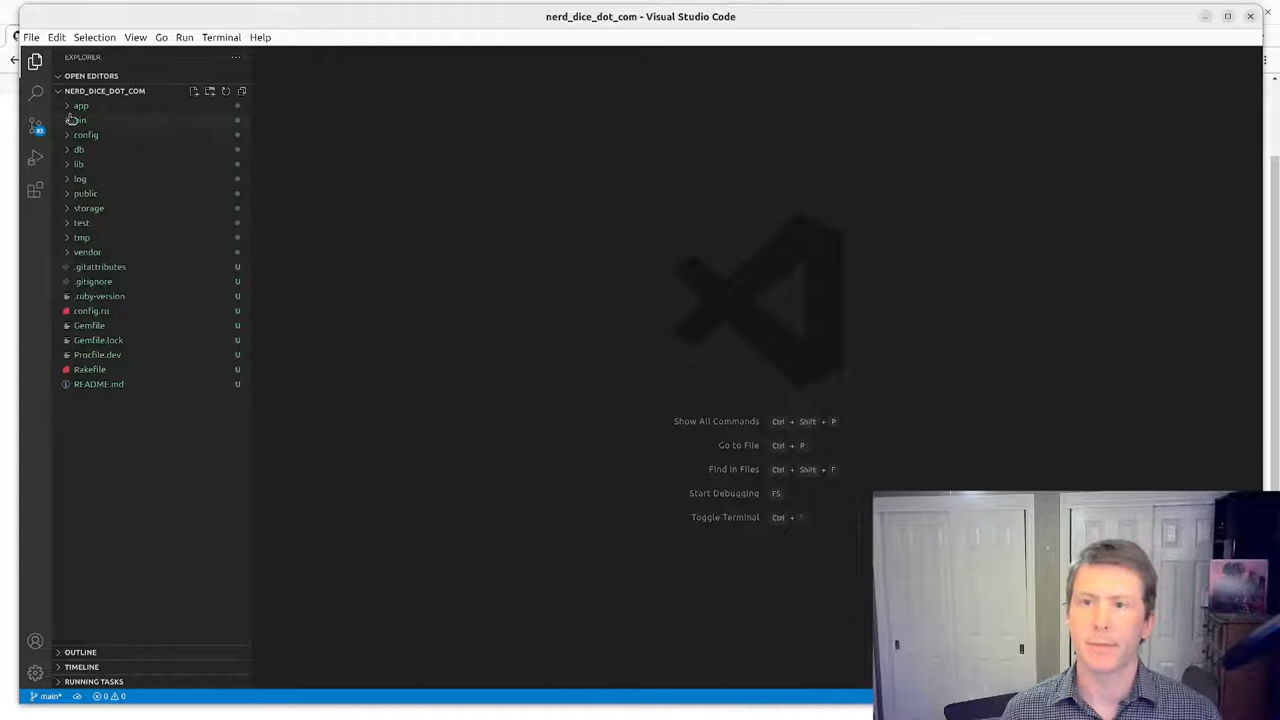 nerd_dice_dot_com - Visual Studio Code
File Edit Selection View Go Run Terminal Help
EXPLORER
OPEN EDITORS
NERD_DICE_DOT_COM
app
bin
config
db
lib
log
public
storage
test
tmp
vendor
.gitattributes U
.gitignore U
.ruby-version U
config.ru U
Gemfile U
Gemfile.lock U
Procfile.dev U
Rakefile U
README.md U
83
Show All Commands Ctrl + Shift + P
Go to File Ctrl + P
Find in Files Ctrl + Shift + F
Start Debugging F5
Toggle Terminal Ctrl + `
OUTLINE
TIMELINE
RUNNING TASKS
main* 0 0